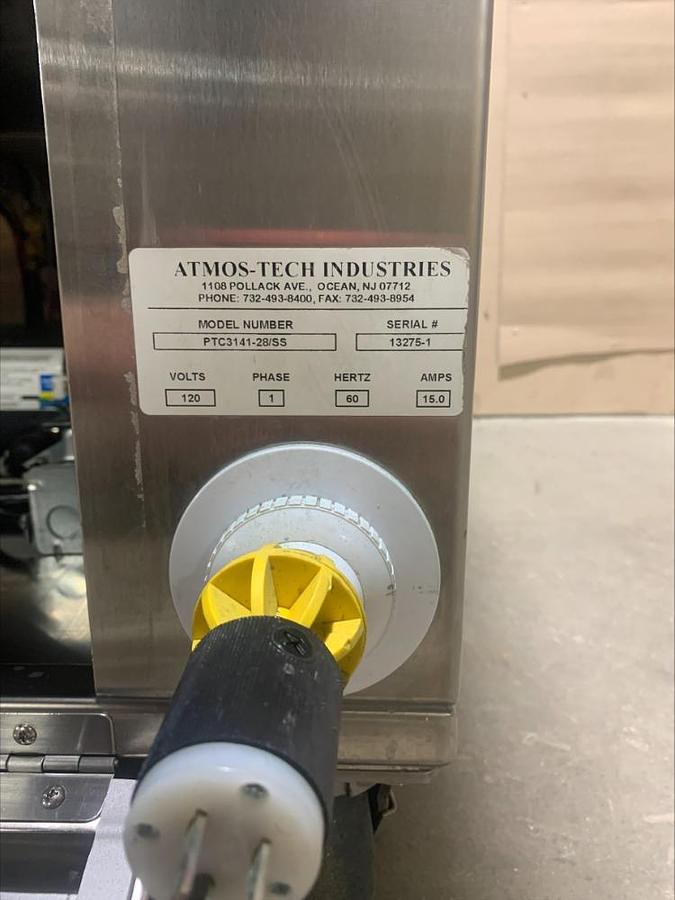 ATMOS-TECH INDUSTRIES
1108 POLLACK AVE., OCEAN, NJ 07712
PHONE: 732-493-8400, FAX: 732-493-8954
MODEL NUMBER SERIAL #
PTC3141-28/SS 13275-1
VOLTS PHASE HERTZ AMPS
120 1 60 15.0